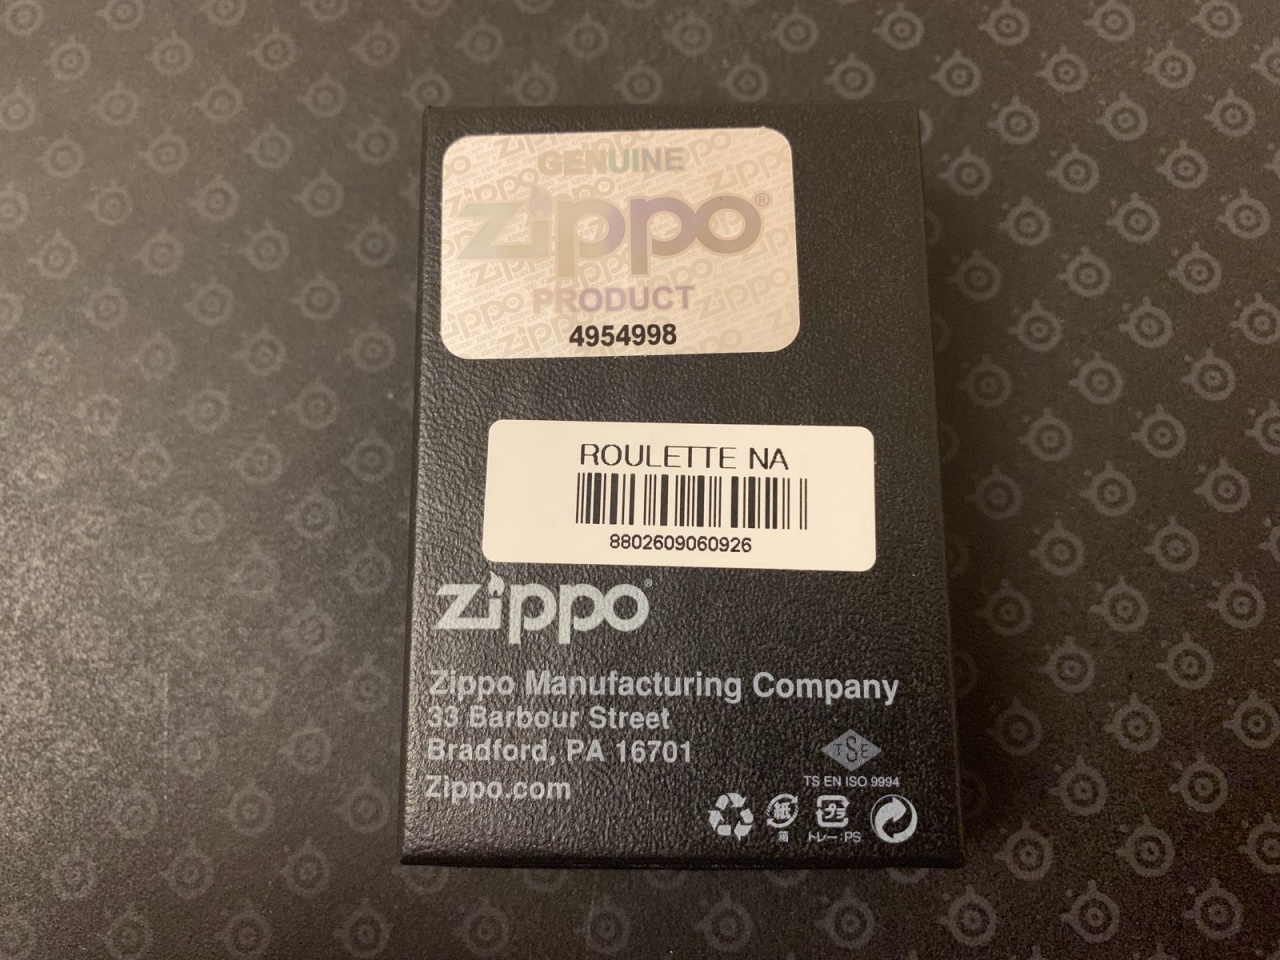 GENUINE
zippo®
PRODUCT
4954998
ROULETTE NA
8802609060926
zippo®
Zippo Manufacturing Company
33 Barbour Street
Bradford, PA 16701
Zippo.com
TSE
TS EN ISO 9994
紙 プラ
箱 トレー:PS